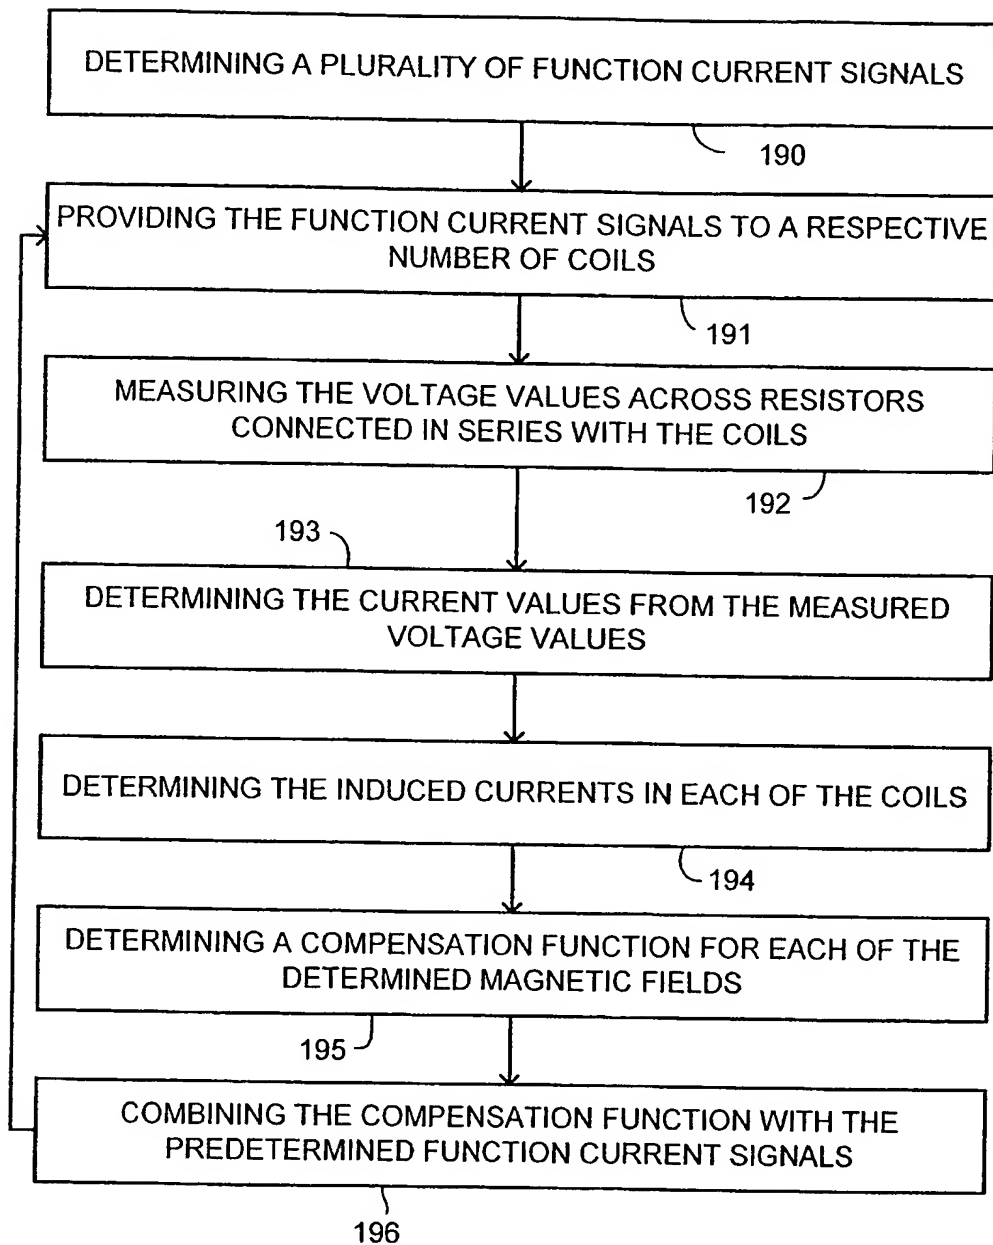 DETERMINING A PLURALITY OF FUNCTION CURRENT SIGNALS
190
PROVIDING THE FUNCTION CURRENT SIGNALS TO A RESPECTIVE
NUMBER OF COILS
191
MEASURING THE VOLTAGE VALUES ACROSS RESISTORS
CONNECTED IN SERIES WITH THE COILS
192
193
DETERMINING THE CURRENT VALUES FROM THE MEASURED
VOLTAGE VALUES
DETERMINING THE INDUCED CURRENTS IN EACH OF THE COILS
194
DETERMINING A COMPENSATION FUNCTION FOR EACH OF THE
DETERMINED MAGNETIC FIELDS
195
COMBINING THE COMPENSATION FUNCTION WITH THE
PREDETERMINED FUNCTION CURRENT SIGNALS
196